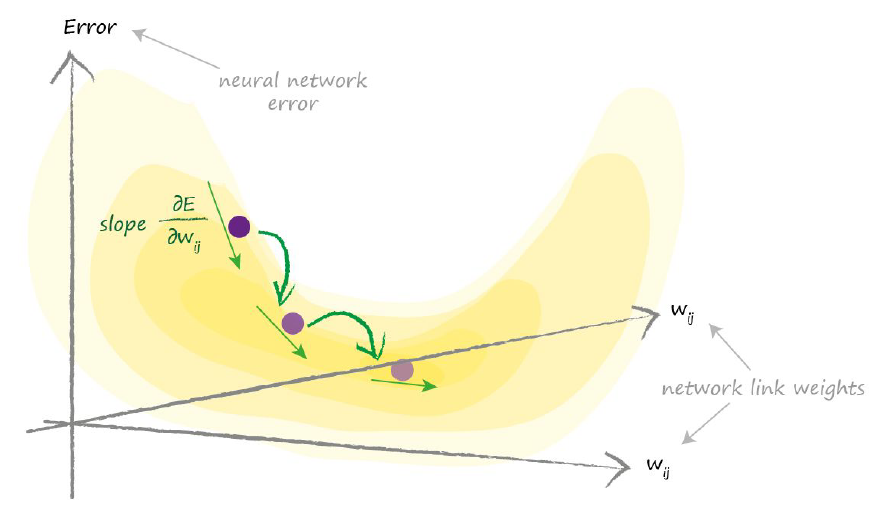 Error
neural network
error
slope ∂E/∂w_ij
w_ij
network link weights
w_ij